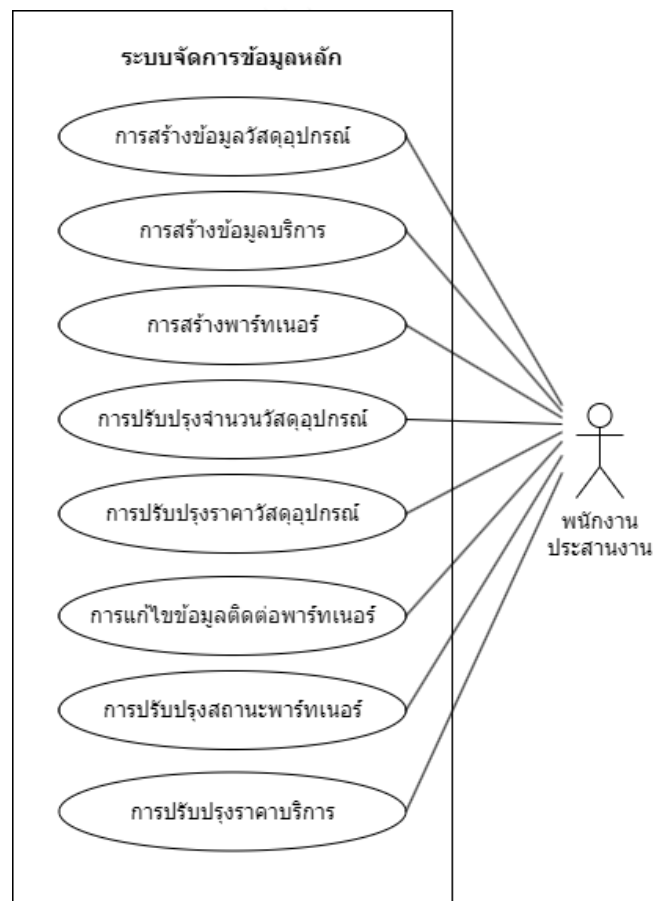 ระบบจัดการข้อมูลหลัก
การสร้างข้อมูลวัสดุอุปกรณ์
การสร้างข้อมูลบริการ
การสร้างพาร์ทเนอร์
การปรับปรุงจำนวนวัสดุอุปกรณ์
การปรับปรุงราคาวัสดุอุปกรณ์
การแก้ไขข้อมูลติดต่อพาร์ทเนอร์
การปรับปรุงสถานะพาร์ทเนอร์
การปรับปรุงราคาบริการ
พนักงาน
ประสานงาน